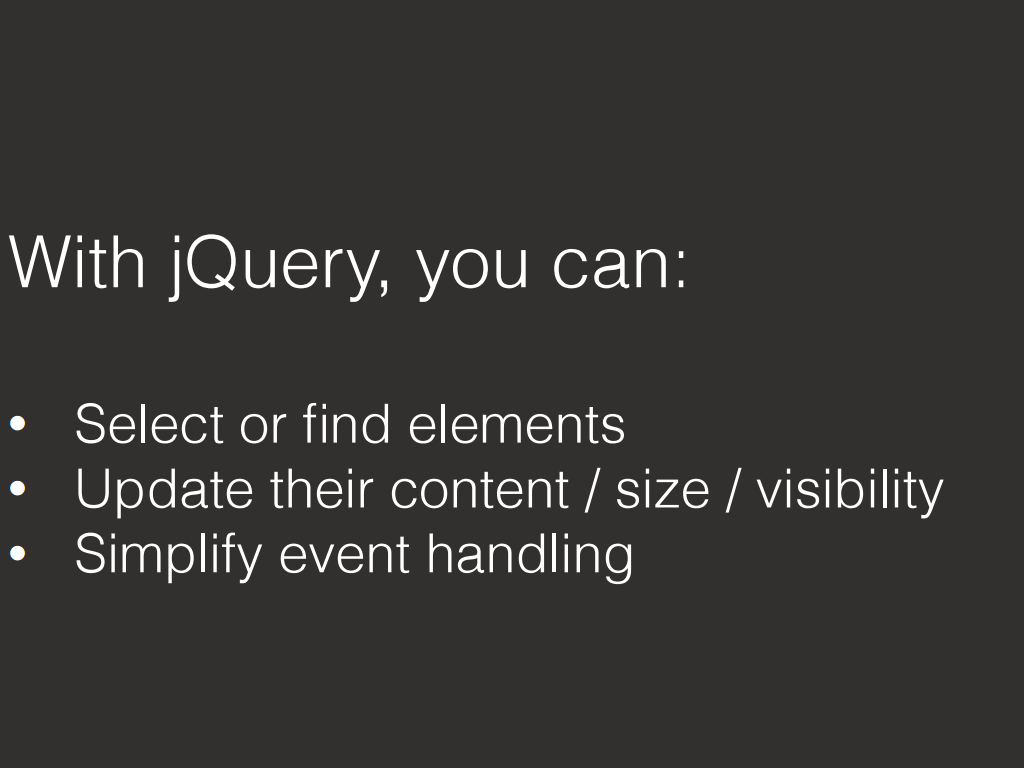 With jQuery, you can:
• Select or find elements
• Update their content / size / visibility
• Simplify event handling